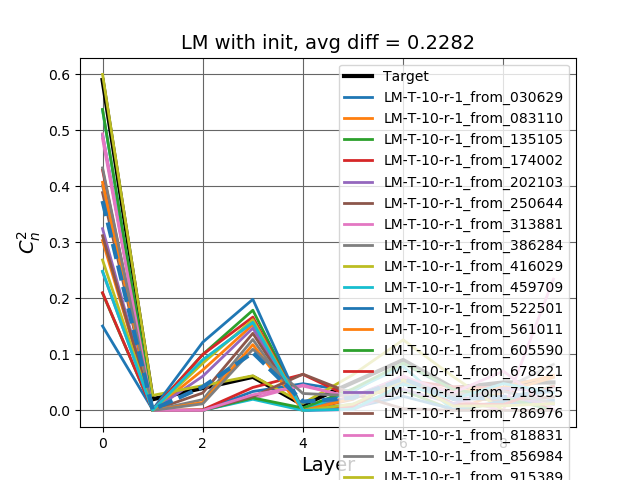 LM with init, avg diff = 0.2282
0.6
0.5
0.4
0.3
0.2
0.1
0.0
C_n^2
0
2
4
Layer
Target
LM-T-10-r-1_from_030629
LM-T-10-r-1_from_083110
LM-T-10-r-1_from_135105
LM-T-10-r-1_from_174002
LM-T-10-r-1_from_202103
LM-T-10-r-1_from_250644
LM-T-10-r-1_from_313881
LM-T-10-r-1_from_386284
LM-T-10-r-1_from_416029
LM-T-10-r-1_from_459709
LM-T-10-r-1_from_522501
LM-T-10-r-1_from_561011
LM-T-10-r-1_from_605590
LM-T-10-r-1_from_678221
LM-T-10-r-1_from_719555
LM-T-10-r-1_from_786976
LM-T-10-r-1_from_818831
LM-T-10-r-1_from_856984
LM-T-10-r-1_from_915389